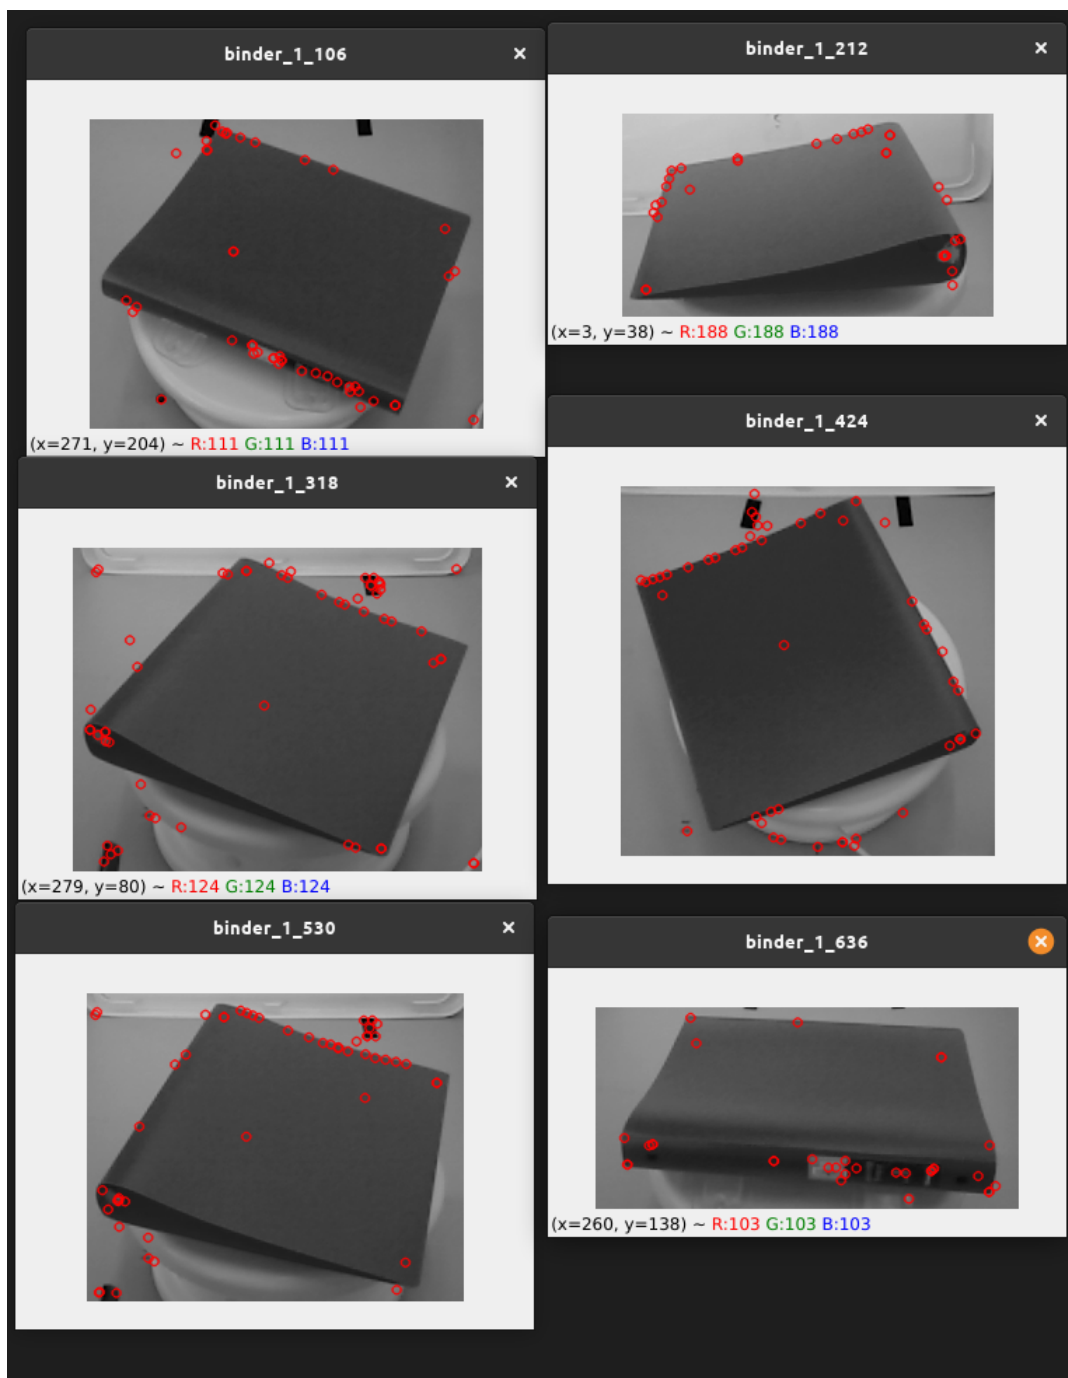 binder_1_106
(x=271, y=204) ~ R:111 G:111 B:111
binder_1_212
(x=3, y=38) ~ R:188 G:188 B:188
binder_1_318
(x=279, y=80) ~ R:124 G:124 B:124
binder_1_424
binder_1_530
binder_1_636
(x=260, y=138) ~ R:103 G:103 B:103